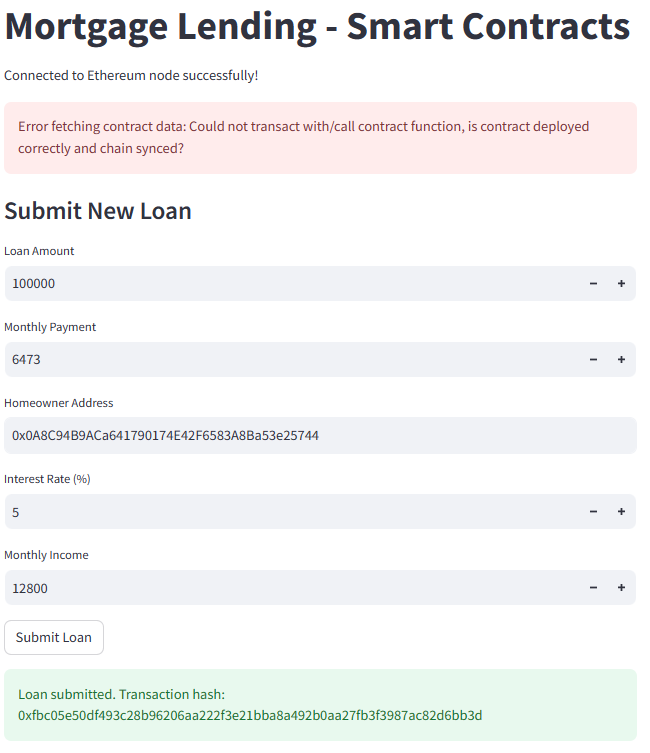 Mortgage Lending - Smart Contracts
Connected to Ethereum node successfully!
Error fetching contract data: Could not transact with/call contract function, is contract deployed
correctly and chain synced?
Submit New Loan
Loan Amount
100000
Monthly Payment
6473
Homeowner Address
0x0A8C94B9ACa641790174E42F6583A8Ba53e25744
Interest Rate (%)
5
Monthly Income
12800
Submit Loan
Loan submitted. Transaction hash:
0xfbc05e50df493c28b96206aa222f3e21bba8a492b0aa27fb3f3987ac82d6bb3d